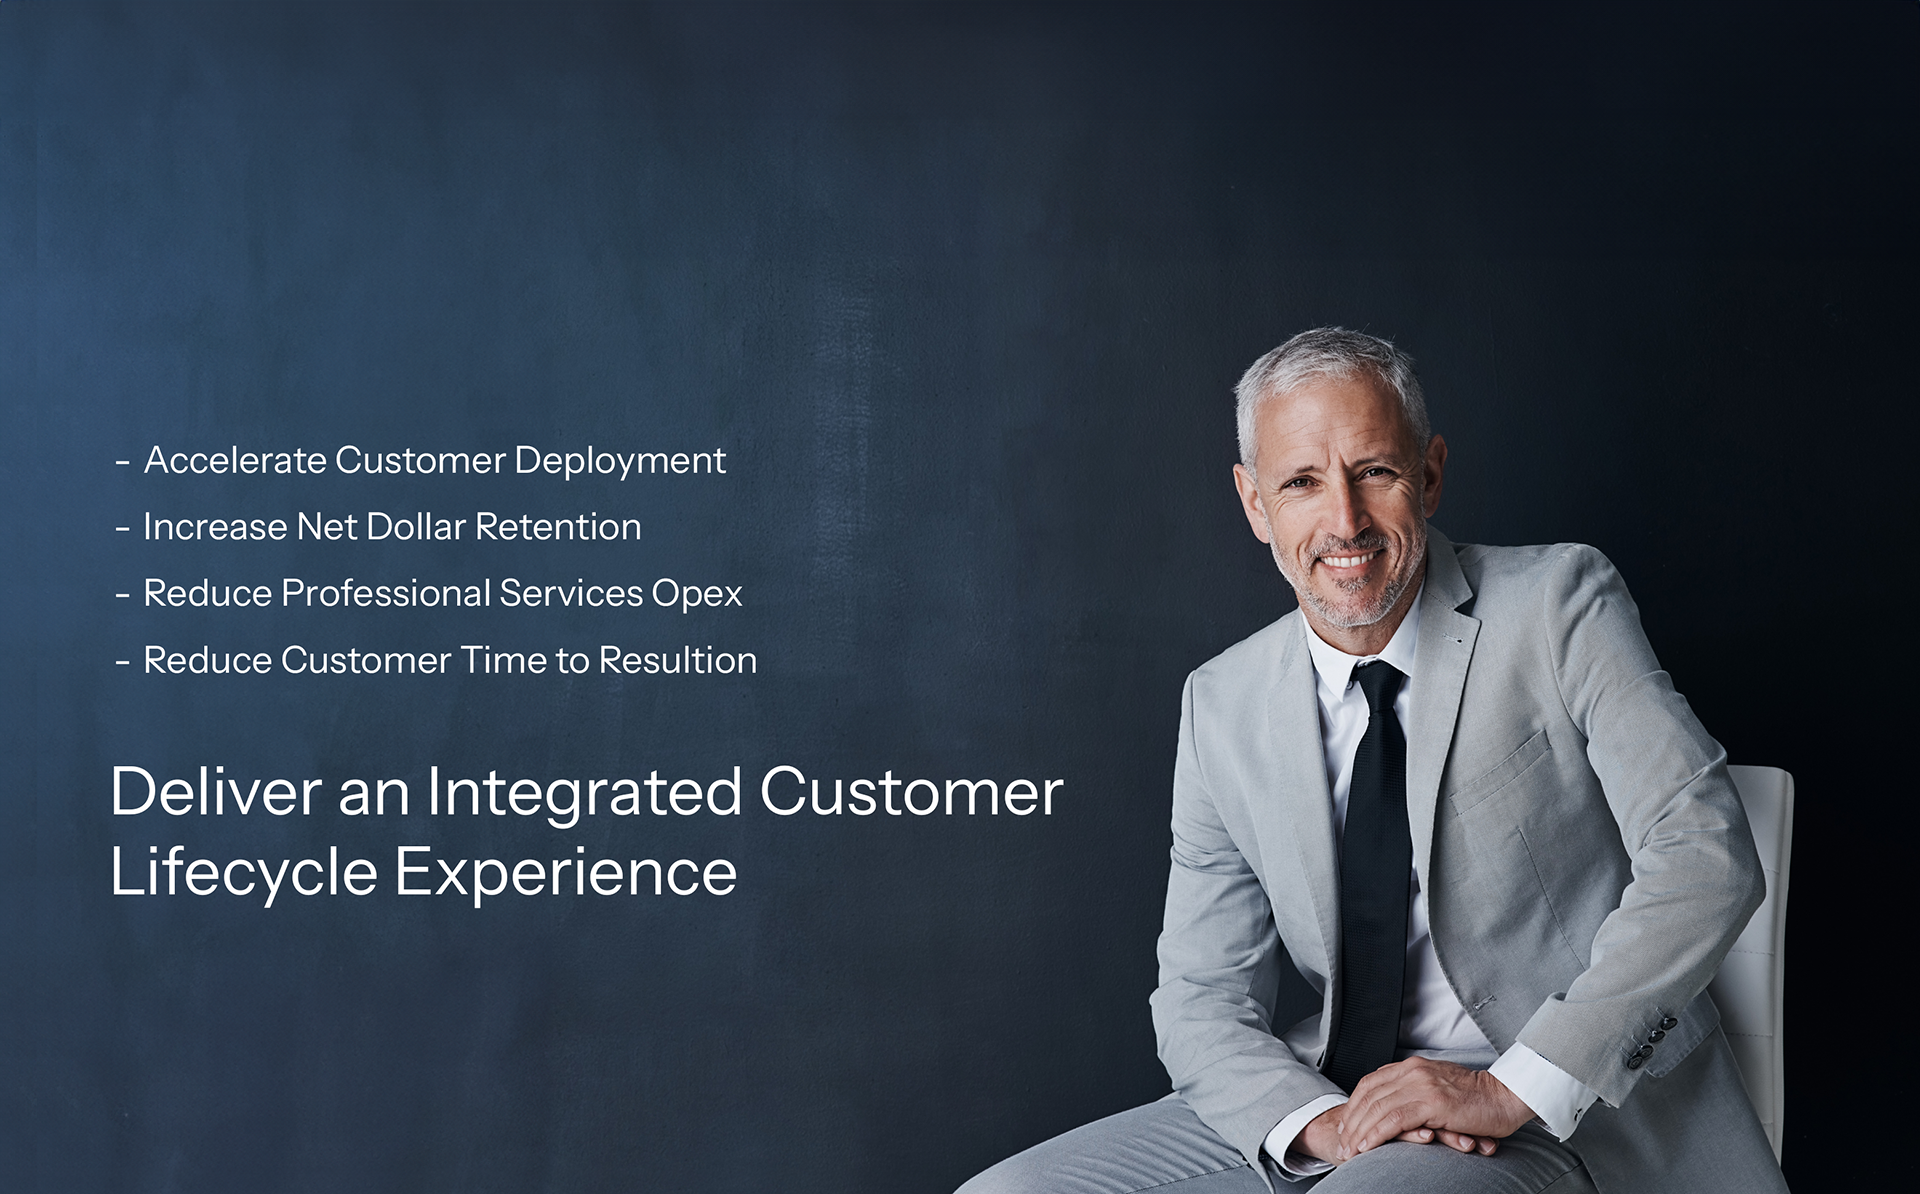 - Accelerate Customer Deployment
- Increase Net Dollar Retention
- Reduce Professional Services Opex
- Reduce Customer Time to Resultion
Deliver an Integrated Customer
Lifecycle Experience